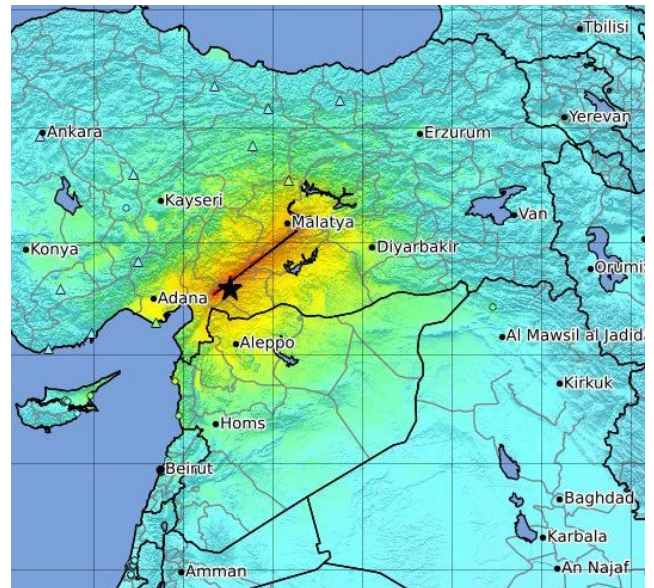 Tbilisi
Yerevan
Ankara
Erzurum
Kayseri
Malatya
Van
Konya
Diyarbakir
Orumi
Adana
Al Mawsil al Jadida
Aleppo
Kirkuk
Homs
Beirut
Baghdad
Karbala
Amman
An Najaf